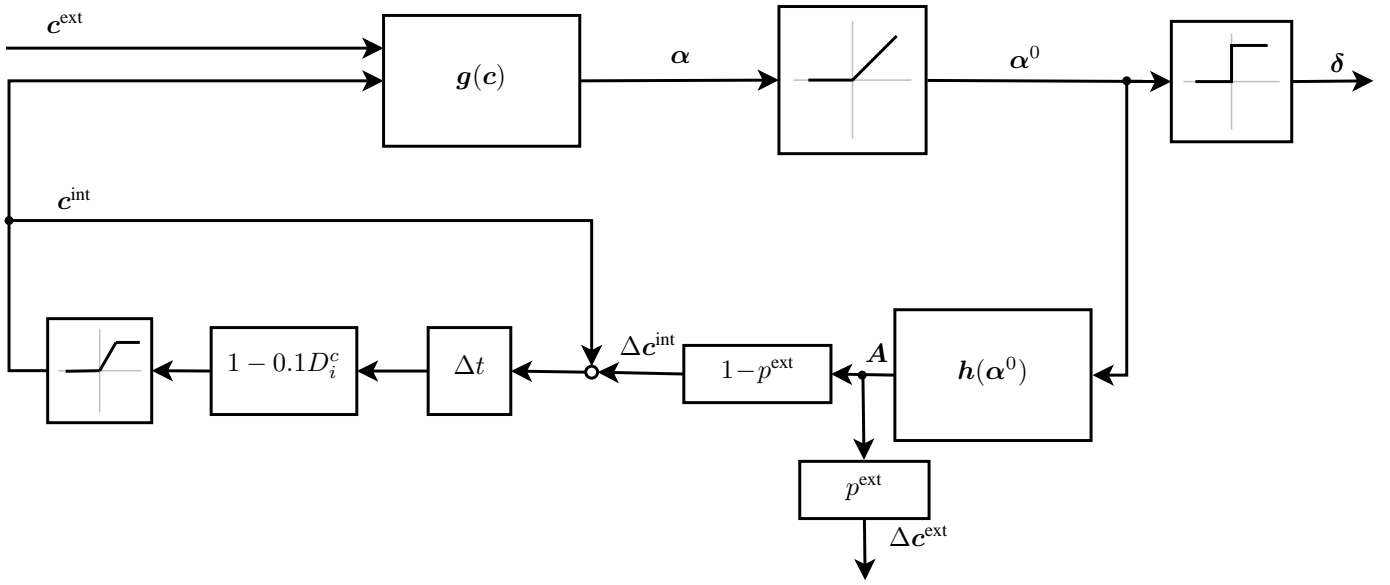 c^ext
g(c)
α
α^0
δ
c^int
1 − 0.1D_i^c
Δt
Δc^int
1−p^ext
A
h(α^0)
p^ext
Δc^ext